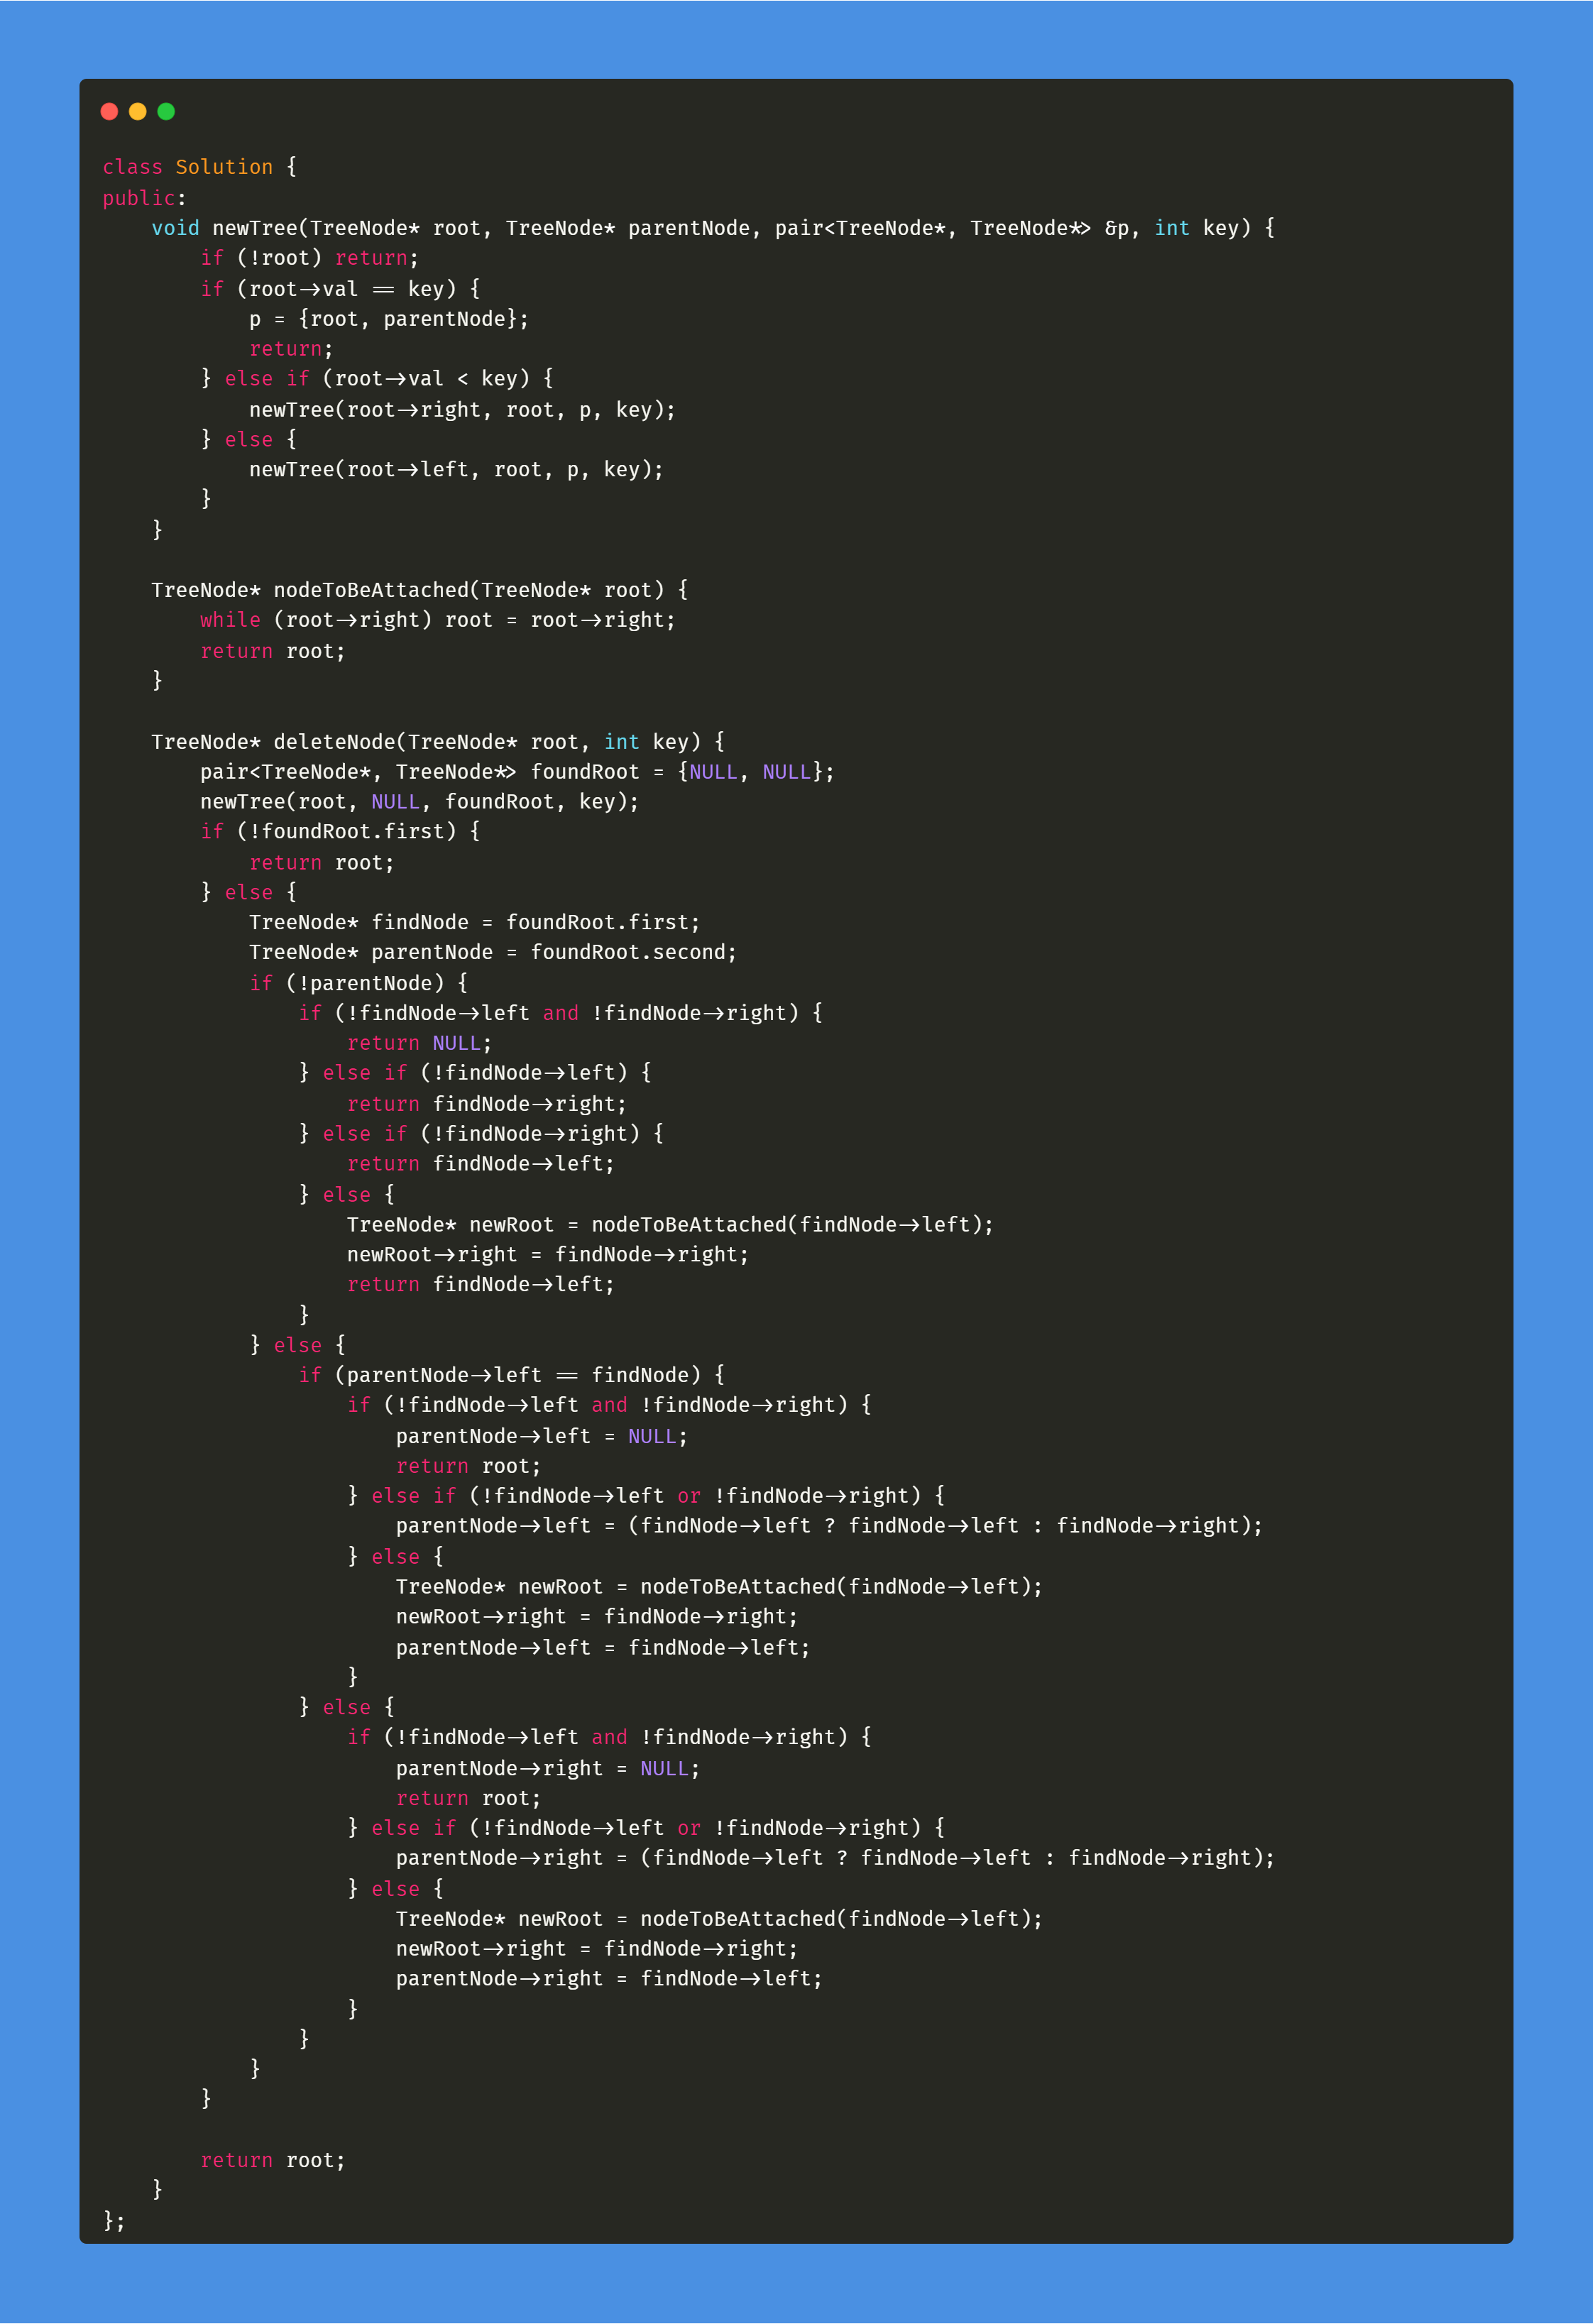 class Solution {
public:
    void newTree(TreeNode* root, TreeNode* parentNode, pair<TreeNode*, TreeNode*> &p, int key) {
        if (!root) return;
        if (root->val == key) {
            p = {root, parentNode};
            return;
        } else if (root->val < key) {
            newTree(root->right, root, p, key);
        } else {
            newTree(root->left, root, p, key);
        }
    }

    TreeNode* nodeToBeAttached(TreeNode* root) {
        while (root->right) root = root->right;
        return root;
    }

    TreeNode* deleteNode(TreeNode* root, int key) {
        pair<TreeNode*, TreeNode*> foundRoot = {NULL, NULL};
        newTree(root, NULL, foundRoot, key);
        if (!foundRoot.first) {
            return root;
        } else {
            TreeNode* findNode = foundRoot.first;
            TreeNode* parentNode = foundRoot.second;
            if (!parentNode) {
                if (!findNode->left and !findNode->right) {
                    return NULL;
                } else if (!findNode->left) {
                    return findNode->right;
                } else if (!findNode->right) {
                    return findNode->left;
                } else {
                    TreeNode* newRoot = nodeToBeAttached(findNode->left);
                    newRoot->right = findNode->right;
                    return findNode->left;
                }
            } else {
                if (parentNode->left == findNode) {
                    if (!findNode->left and !findNode->right) {
                        parentNode->left = NULL;
                        return root;
                    } else if (!findNode->left or !findNode->right) {
                        parentNode->left = (findNode->left ? findNode->left : findNode->right);
                    } else {
                        TreeNode* newRoot = nodeToBeAttached(findNode->left);
                        newRoot->right = findNode->right;
                        parentNode->left = findNode->left;
                    }
                } else {
                    if (!findNode->left and !findNode->right) {
                        parentNode->right = NULL;
                        return root;
                    } else if (!findNode->left or !findNode->right) {
                        parentNode->right = (findNode->left ? findNode->left : findNode->right);
                    } else {
                        TreeNode* newRoot = nodeToBeAttached(findNode->left);
                        newRoot->right = findNode->right;
                        parentNode->right = findNode->left;
                    }
                }
            }
        }

        return root;
    }
};